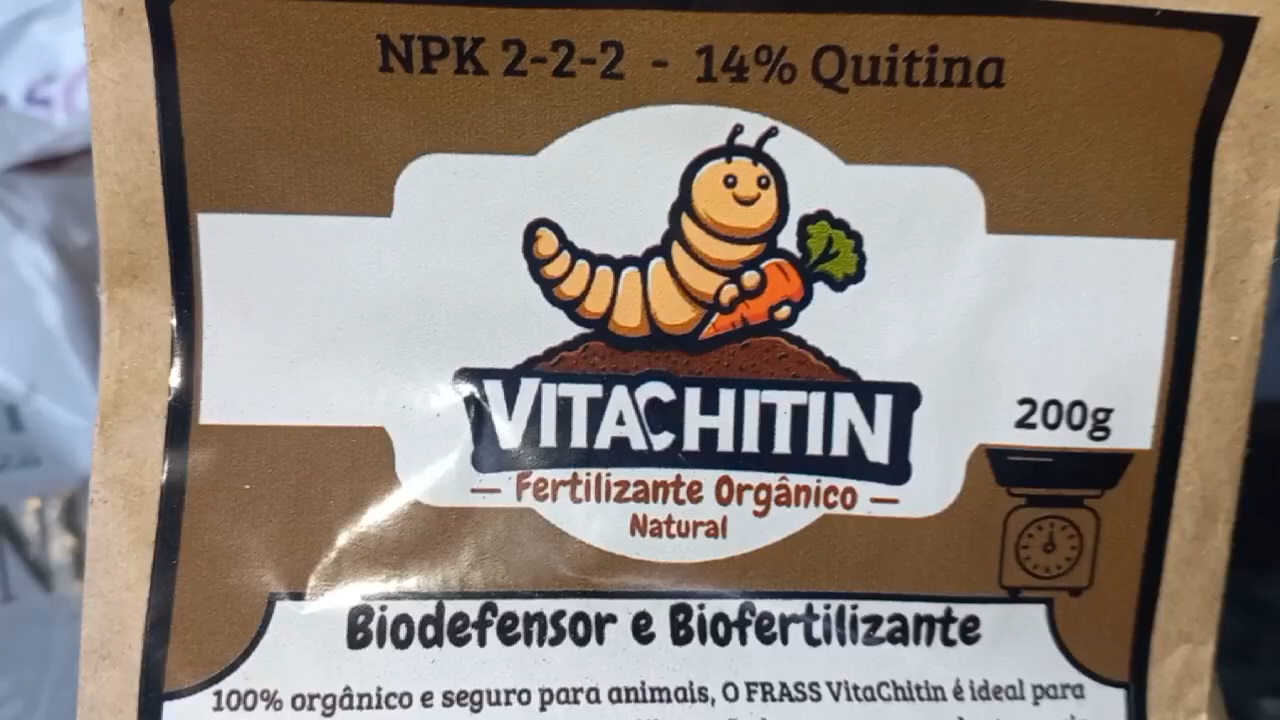 NPK 2-2-2 - 14% Quitina
VITACHITIN
200g
— Fertilizante Orgânico —
Natural
Biodefensor e Biofertilizante
100% orgânico e seguro para animais, O FRASS VitaChitin é ideal para